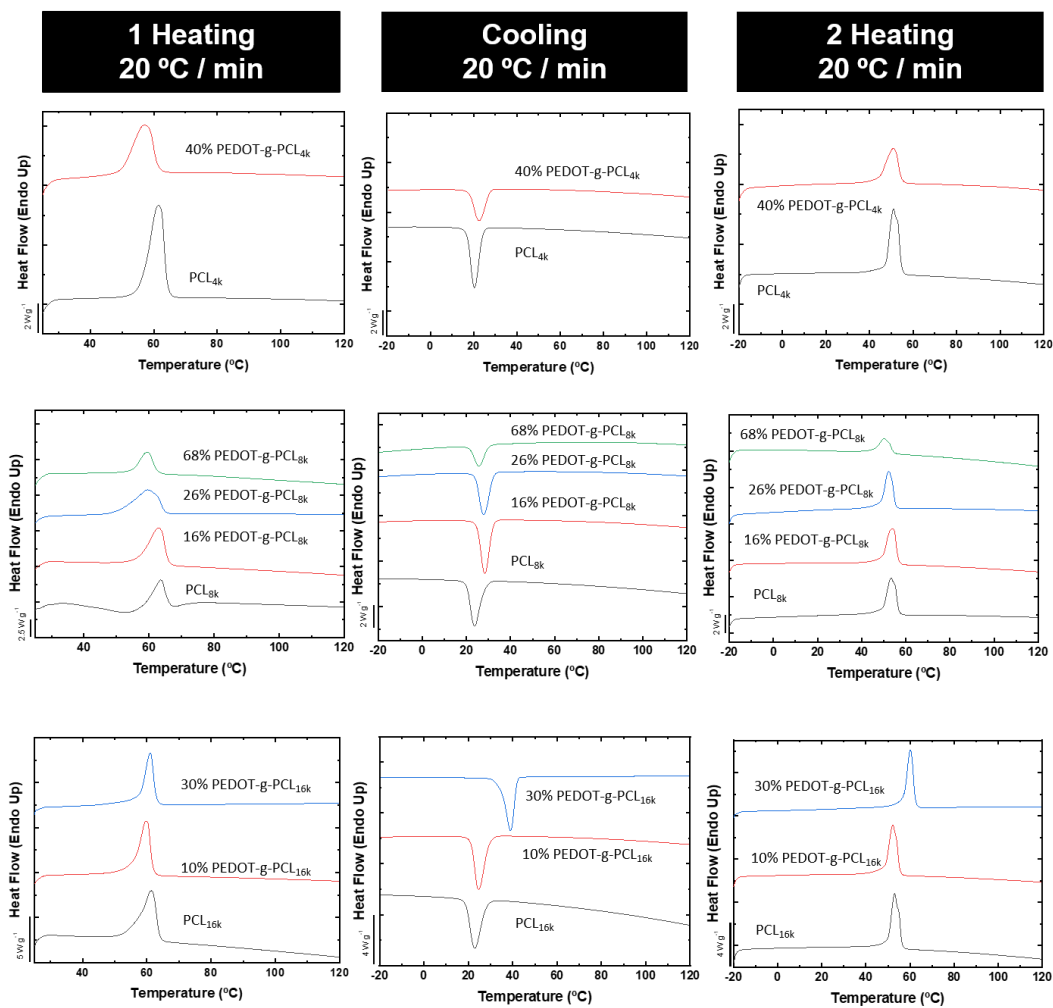 1 Heating
20 ºC / min
Cooling
20 ºC / min
2 Heating
20 ºC / min
Heat Flow (Endo Up)
2 W g⁻¹
40% PEDOT-g-PCL₄ₖ
PCL₄ₖ
40 60 80 100 120
Temperature (ºC)
Heat Flow (Endo Up)
2 W g⁻¹
40% PEDOT-g-PCL₄ₖ
PCL₄ₖ
-20 0 20 40 60 80 100 120
Temperature (ºC)
Heat Flow (Endo Up)
2 W g⁻¹
40% PEDOT-g-PCL₄ₖ
PCL₄ₖ
-20 0 20 40 60 80 100 120
Temperature (ºC)
Heat Flow (Endo Up)
2.5 W g⁻¹
68% PEDOT-g-PCL₈ₖ
26% PEDOT-g-PCL₈ₖ
16% PEDOT-g-PCL₈ₖ
PCL₈ₖ
40 60 80 100 120
Temperature (ºC)
Heat Flow (Endo Up)
2 W g⁻¹
68% PEDOT-g-PCL₈ₖ
26% PEDOT-g-PCL₈ₖ
16% PEDOT-g-PCL₈ₖ
PCL₈ₖ
-20 0 20 40 60 80 100 120
Temperature (ºC)
Heat Flow (Endo Up)
2 W g⁻¹
68% PEDOT-g-PCL₈ₖ
26% PEDOT-g-PCL₈ₖ
16% PEDOT-g-PCL₈ₖ
PCL₈ₖ
-20 0 20 40 60 80 100 120
Temperature (ºC)
Heat Flow (Endo Up)
5 W g⁻¹
30% PEDOT-g-PCL₁₆ₖ
10% PEDOT-g-PCL₁₆ₖ
PCL₁₆ₖ
40 60 80 100 120
Temperature (ºC)
Heat Flow (Endo Up)
4 W g⁻¹
30% PEDOT-g-PCL₁₆ₖ
10% PEDOT-g-PCL₁₆ₖ
PCL₁₆ₖ
-20 0 20 40 60 80 100 120
Temperature (ºC)
Heat Flow (Endo Up)
4 W g⁻¹
30% PEDOT-g-PCL₁₆ₖ
10% PEDOT-g-PCL₁₆ₖ
PCL₁₆ₖ
-20 0 20 40 60 80 100 120
Temperature (ºC)